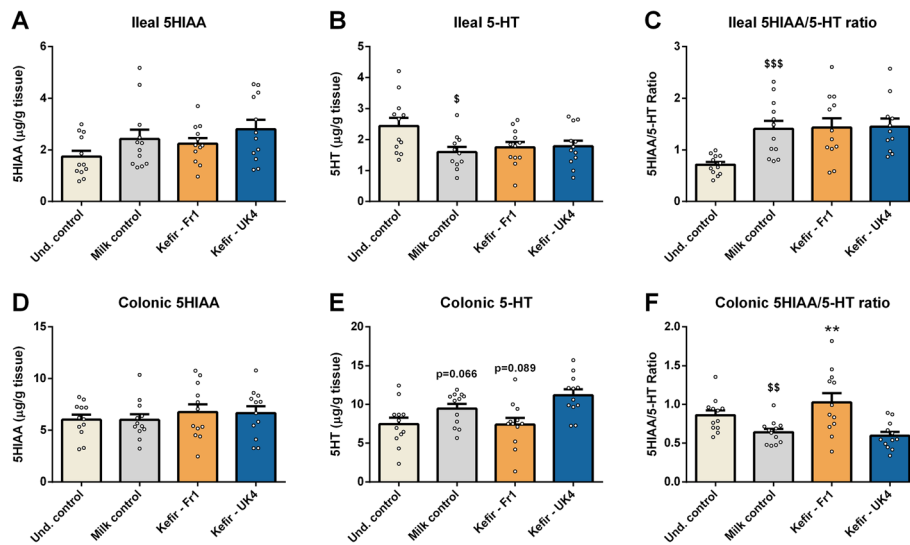 A
Ileal 5HIAA
5HIAA (µg/g tissue)
6
4
2
0
Und. control
Milk control
Kefir - Fr1
Kefir - UK4
B
Ileal 5-HT
5HT (µg/g tissue)
5
4
3
2
1
0
$
Und. control
Milk control
Kefir - Fr1
Kefir - UK4
C
Ileal 5HIAA/5-HT ratio
5HIAA/5-HT Ratio
3
2
1
0
$$$
Und. control
Milk control
Kefir - Fr1
Kefir - UK4
D
Colonic 5HIAA
5HIAA (µg/g tissue)
15
10
5
0
Und. control
Milk control
Kefir - Fr1
Kefir - UK4
E
Colonic 5-HT
5HT (µg/g tissue)
20
15
10
5
0
p=0.066
p=0.089
Und. control
Milk control
Kefir - Fr1
Kefir - UK4
F
Colonic 5HIAA/5-HT ratio
5HIAA/5-HT Ratio
2.0
1.5
1.0
0.5
0.0
$$
**
Und. control
Milk control
Kefir - Fr1
Kefir - UK4